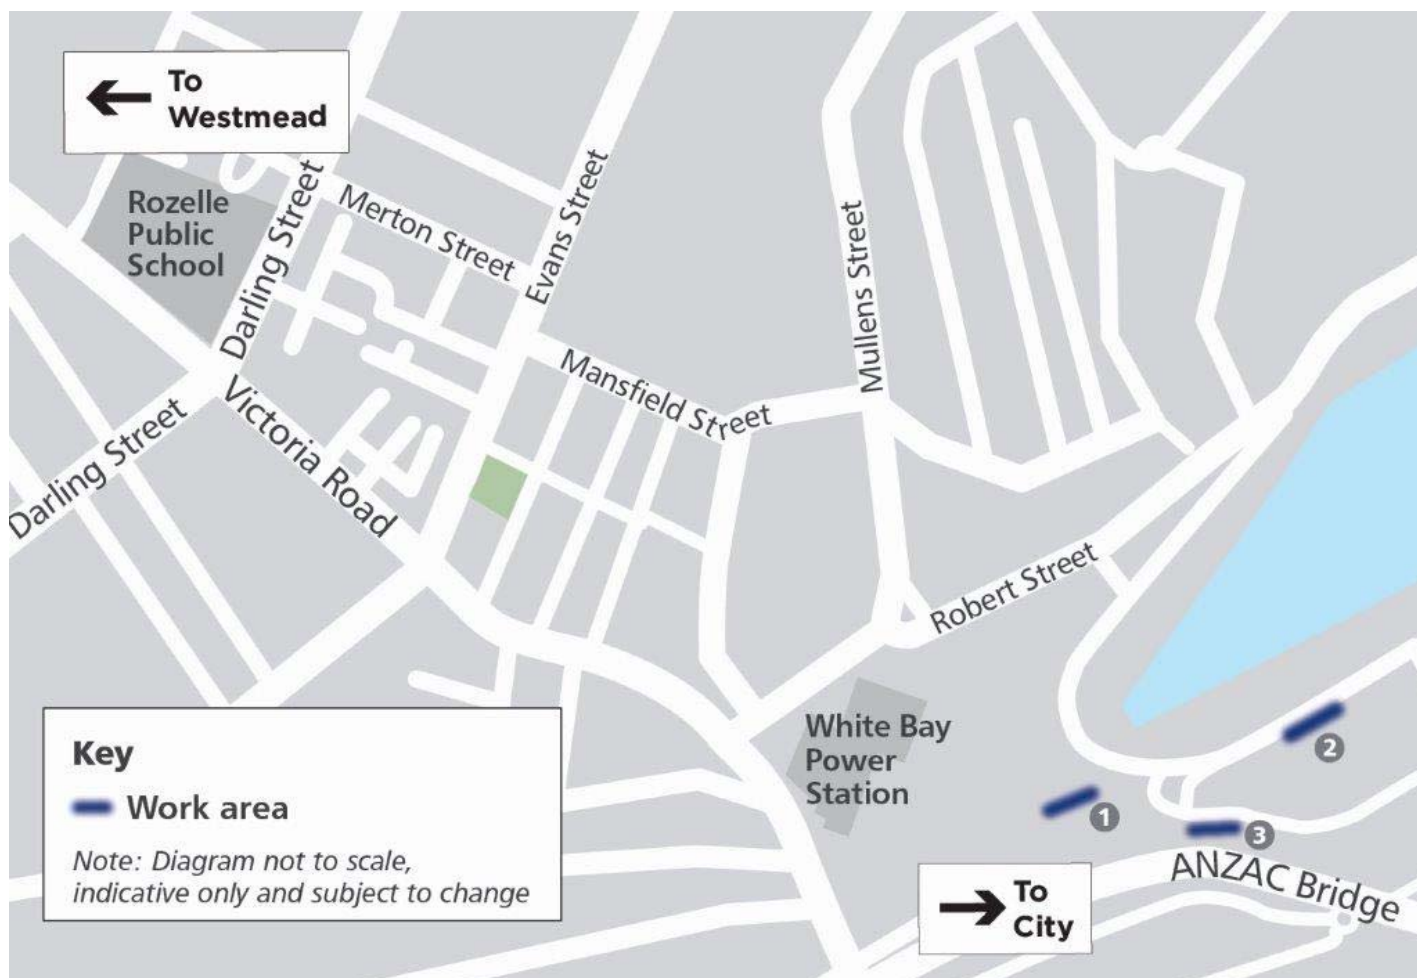 To
Westmead
Rozelle
Public
School
Darling Street
Merton Street
Evans Street
Mullens Street
Mansfield Street
Darling Street
Victoria Road
Robert Street
White Bay
Power
Station
Key
Work area
Note: Diagram not to scale,
indicative only and subject to change
1
2
3
ANZAC Bridge
To
City